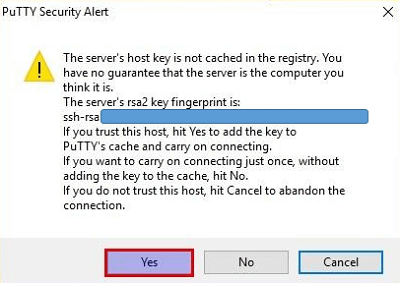 PuTTY Security Alert
The server's host key is not cached in the registry. You
have no guarantee that the server is the computer you
think it is.
The server's rsa2 key fingerprint is:
ssh-rsa
If you trust this host, hit Yes to add the key to
PuTTY's cache and carry on connecting.
If you want to carry on connecting just once, without
adding the key to the cache, hit No.
If you do not trust this host, hit Cancel to abandon the
connection.
Yes No Cancel